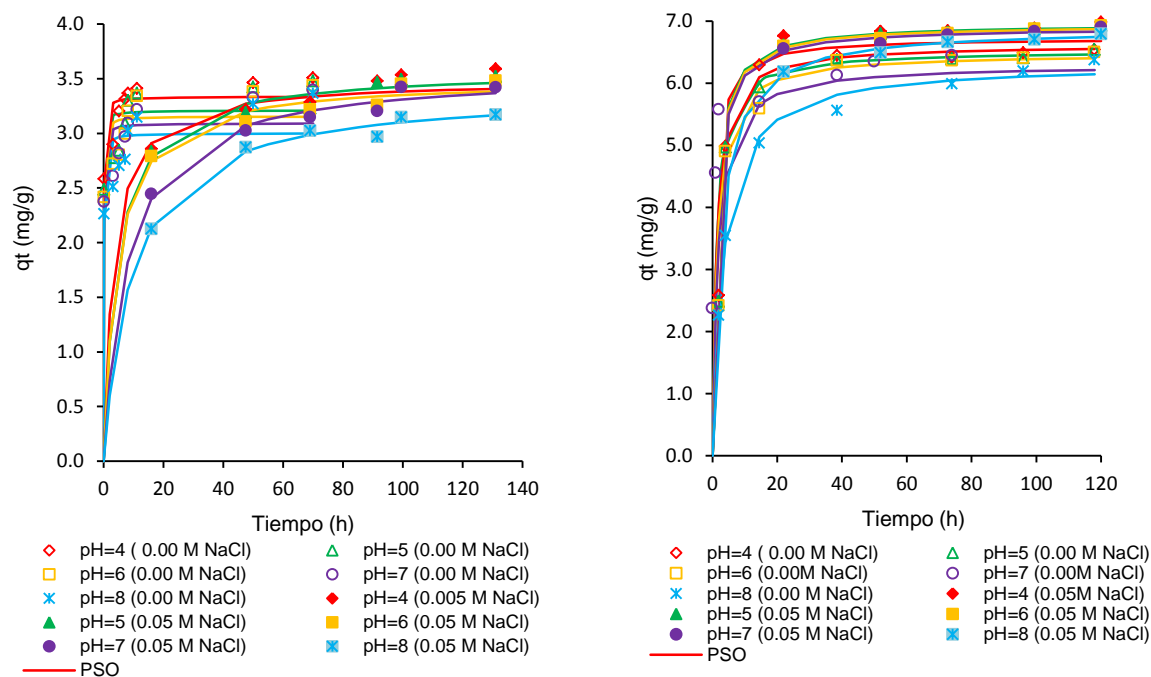 4.0
3.5
3.0
2.5
2.0
1.5
1.0
0.5
0.0
qt (mg/g)
0 20 40 60 80 100 120 140
Tiempo (h)
pH=4 ( 0.00 M NaCl) pH=5 (0.00 M NaCl)
pH=6 (0.00 M NaCl) pH=7 (0.00 M NaCl)
pH=8 (0.00 M NaCl) pH=4 (0.005 M NaCl)
pH=5 (0.05 M NaCl) pH=6 (0.05 M NaCl)
pH=7 (0.05 M NaCl) pH=8 (0.05 M NaCl)
PSO
7.0
6.0
5.0
4.0
3.0
2.0
1.0
0.0
qt (mg/g)
0 20 40 60 80 100 120
Tiempo (h)
pH=4 ( 0.00 M NaCl) pH=5 (0.00 M NaCl)
pH=6 (0.00M NaCl) pH=7 (0.00M NaCl)
pH=8 (0.00 M NaCl) pH=4 (0.05M NaCl)
pH=5 (0.05 M NaCl) pH=6 (0.05 M NaCl)
pH=7 (0.05 M NaCl) pH=8 (0.05 M NaCl)
PSO